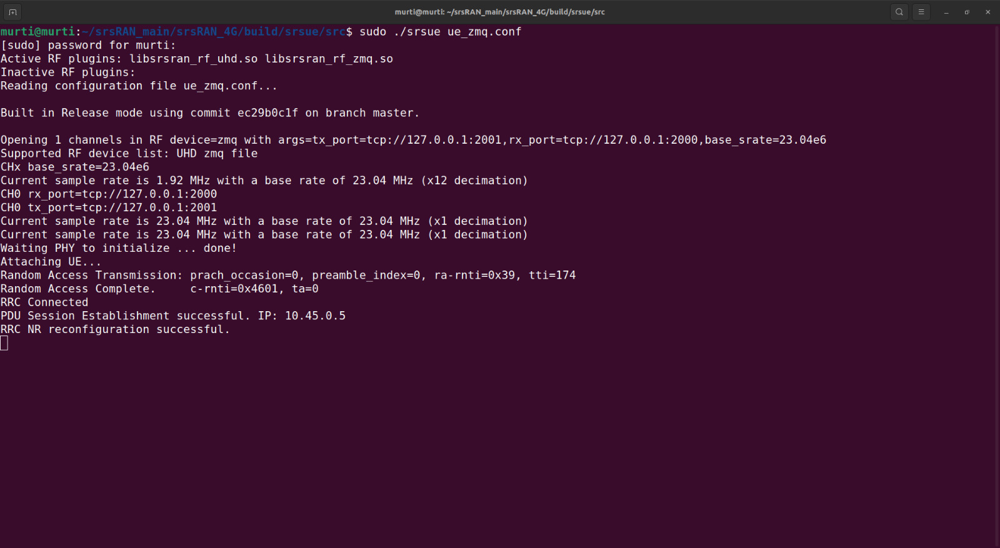 murti@murti: ~/srsRAN_main/srsRAN_4G/build/srsue/src
murti@murti:~/srsRAN_main/srsRAN_4G/build/srsue/src$ sudo ./srsue ue_zmq.conf
[sudo] password for murti:
Active RF plugins: libsrsran_rf_uhd.so libsrsran_rf_zmq.so
Inactive RF plugins:
Reading configuration file ue_zmq.conf...
Built in Release mode using commit ec29b0c1f on branch master.
Opening 1 channels in RF device=zmq with args=tx_port=tcp://127.0.0.1:2001,rx_port=tcp://127.0.0.1:2000,base_srate=23.04e6
Supported RF device list: UHD zmq file
CHx base_srate=23.04e6
Current sample rate is 1.92 MHz with a base rate of 23.04 MHz (x12 decimation)
CH0 rx_port=tcp://127.0.0.1:2000
CH0 tx_port=tcp://127.0.0.1:2001
Current sample rate is 23.04 MHz with a base rate of 23.04 MHz (x1 decimation)
Current sample rate is 23.04 MHz with a base rate of 23.04 MHz (x1 decimation)
Waiting PHY to initialize ... done!
Attaching UE...
Random Access Transmission: prach_occasion=0, preamble_index=0, ra-rnti=0x39, tti=174
Random Access Complete.     c-rnti=0x4601, ta=0
RRC Connected
PDU Session Establishment successful. IP: 10.45.0.5
RRC NR reconfiguration successful.